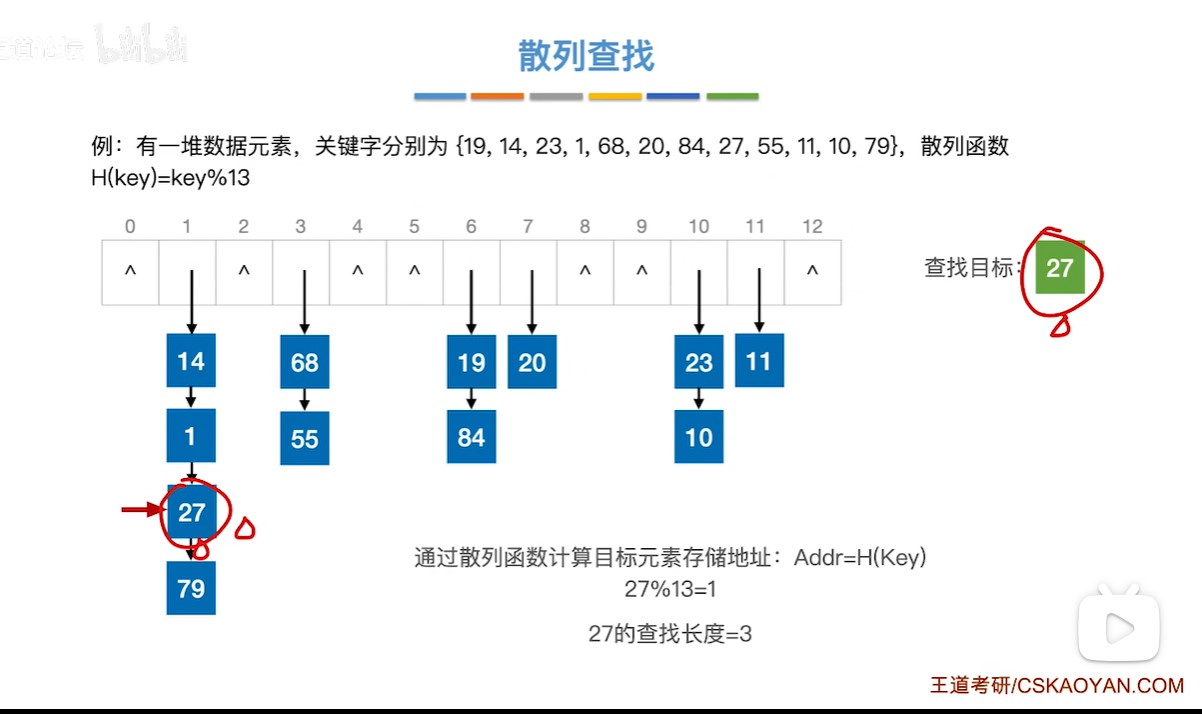 散列查找
例：有一堆数据元素，关键字分别为 {19, 14, 23, 1, 68, 20, 84, 27, 55, 11, 10, 79}，散列函数
H(key)=key%13
0 1 2 3 4 5 6 7 8 9 10 11 12
^ ^ ^ ^ ^ ^ ^
查找目标：27
14 68 19 20 23 11
1 55 84 10
27
79
通过散列函数计算目标元素存储地址：Addr=H(Key)
27%13=1
27的查找长度=3
王道考研/CSKAOYAN.COM